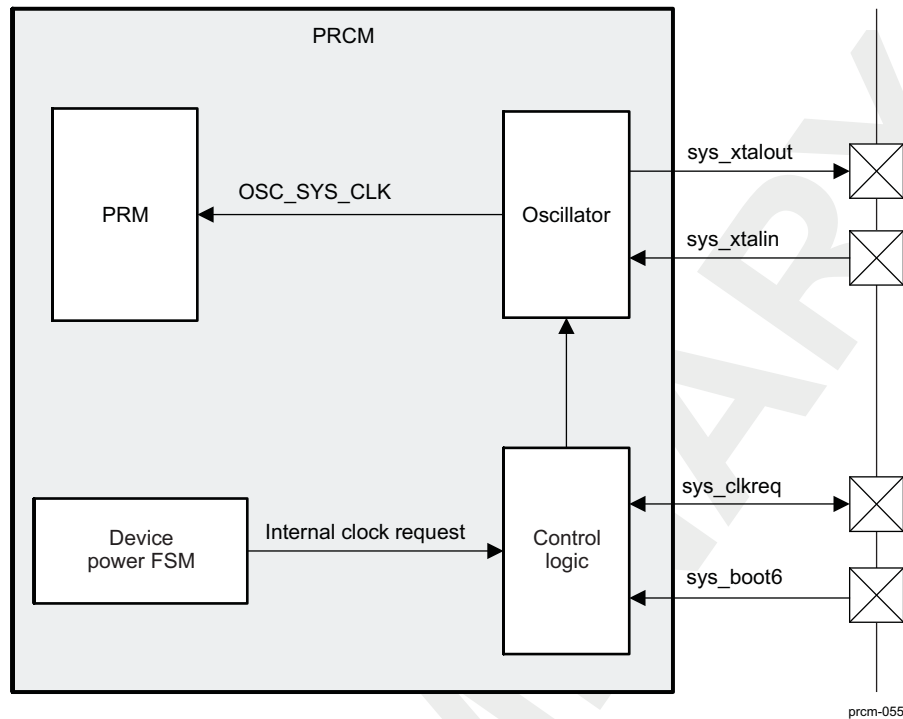 PRCM
sys_xtalout
OSC_SYS_CLK
PRM
Oscillator
sys_xtalin
sys_clkreq
Internal clock request
Device
power FSM
Control
logic
sys_boot6
prcm-055